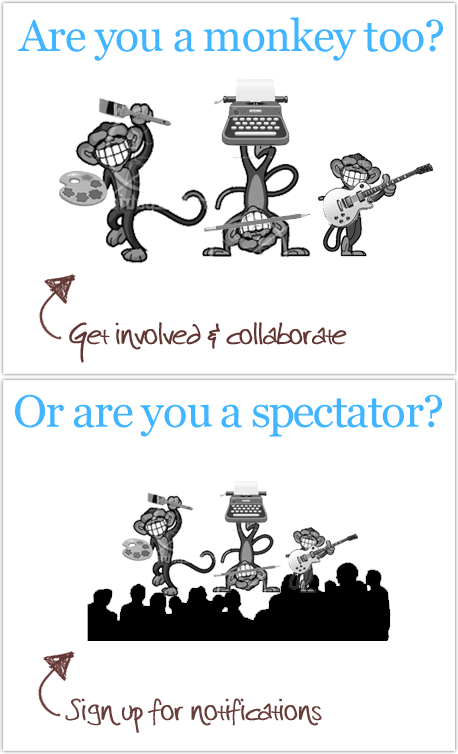 Are you a monkey too?
Get involved & collaborate
Or are you a spectator?
Sign up for notifications